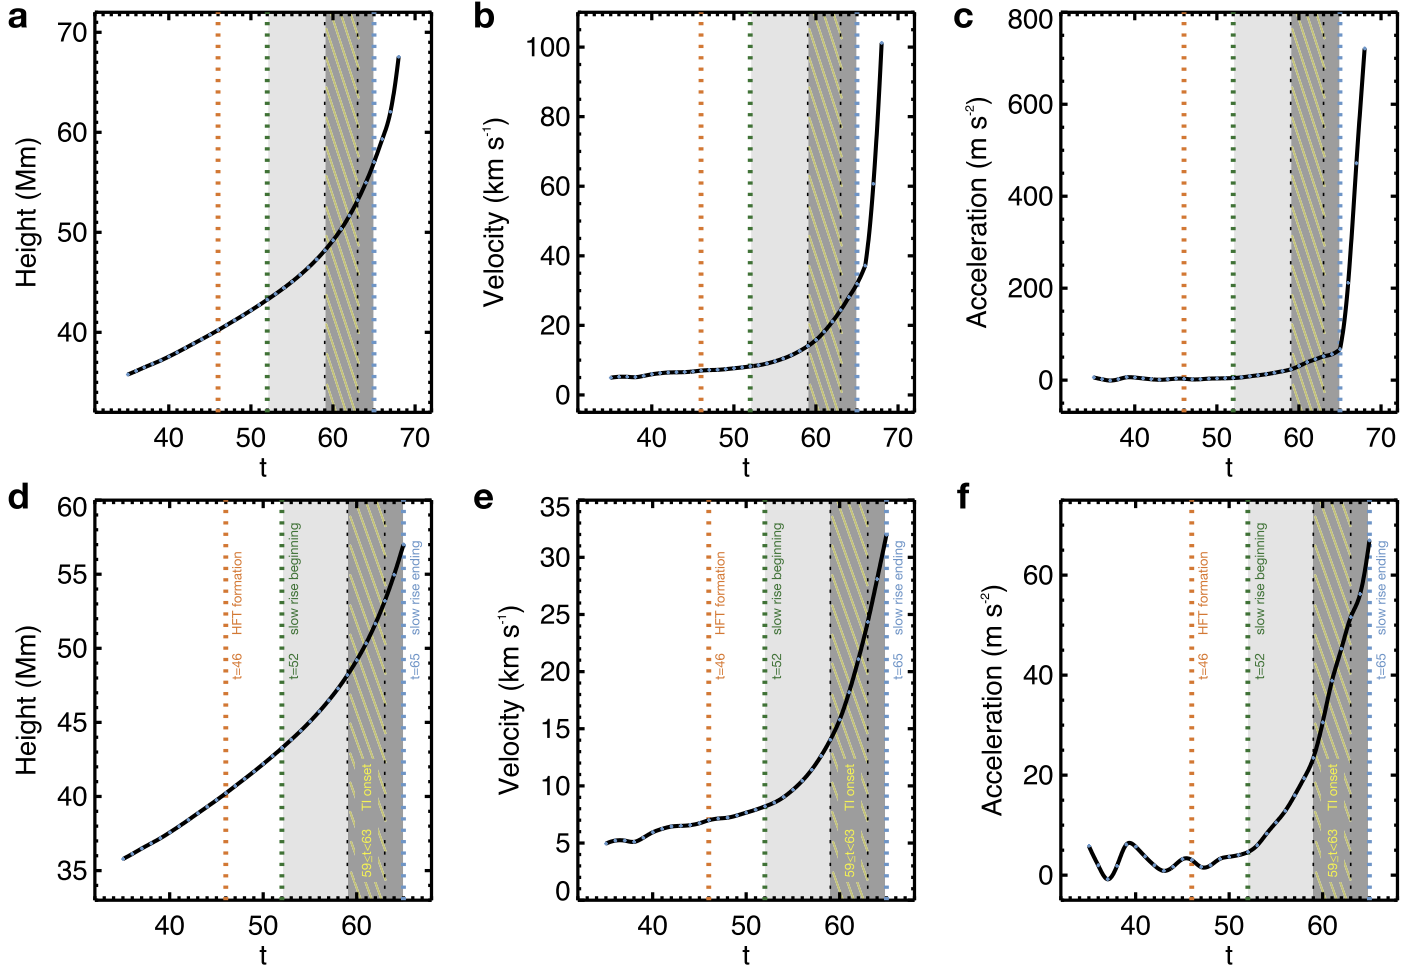 a
70
60
50
40
Height (Mm)
40
50
60
70
t
b
100
80
60
40
20
0
Velocity (km s⁻¹)
40
50
60
70
t
c
800
600
400
200
0
Acceleration (m s⁻²)
40
50
60
70
t
d
60
55
50
45
40
35
Height (Mm)
t=46 HFT formation
t=52 slow rise beginning
59<t<63 TI onset
t=65 slow rise ending
40
50
60
t
e
35
30
25
20
15
10
5
0
Velocity (km s⁻¹)
t=46 HFT formation
t=52 slow rise beginning
59<t<63 TI onset
t=65 slow rise ending
40
50
60
t
f
60
40
20
0
Acceleration (m s⁻²)
t=46 HFT formation
t=52 slow rise beginning
59<t<63 TI onset
t=65 slow rise ending
40
50
60
t